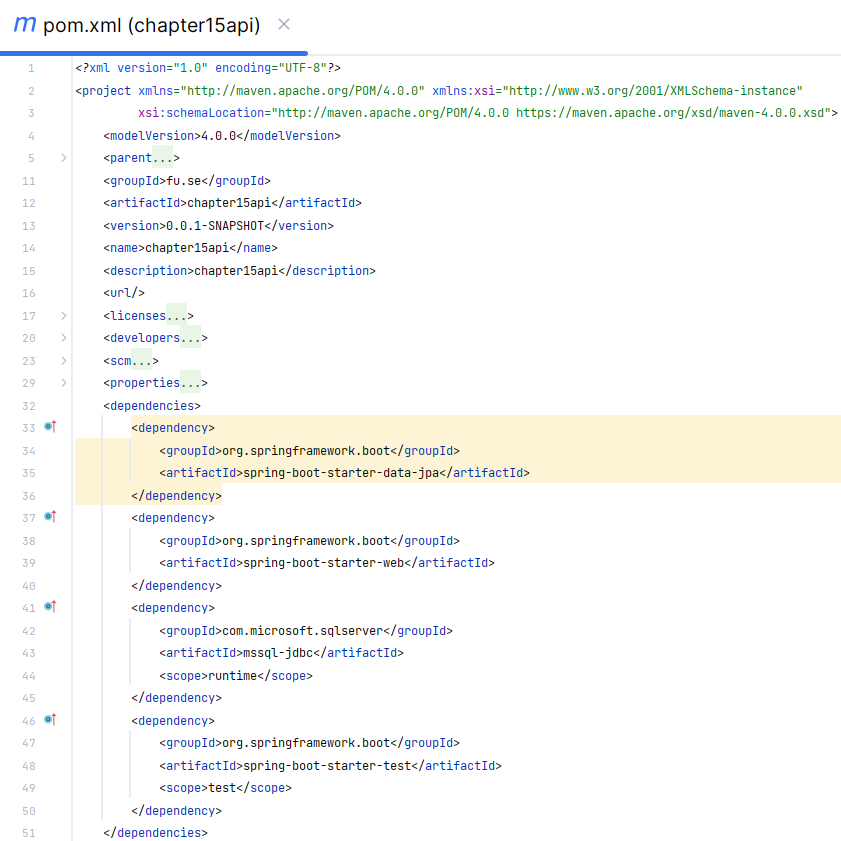 m pom.xml (chapter15api) ×
1 <?xml version="1.0" encoding="UTF-8"?>
2 <project xmlns="http://maven.apache.org/POM/4.0.0" xmlns:xsi="http://www.w3.org/2001/XMLSchema-instance"
3 xsi:schemaLocation="http://maven.apache.org/POM/4.0.0 https://maven.apache.org/xsd/maven-4.0.0.xsd">
4 <modelVersion>4.0.0</modelVersion>
5 <parent...>
11 <groupId>fu.se</groupId>
12 <artifactId>chapter15api</artifactId>
13 <version>0.0.1-SNAPSHOT</version>
14 <name>chapter15api</name>
15 <description>chapter15api</description>
16 <url/>
17 <licenses...>
20 <developers...>
23 <scm...>
29 <properties...>
32 <dependencies>
33 <dependency>
34 <groupId>org.springframework.boot</groupId>
35 <artifactId>spring-boot-starter-data-jpa</artifactId>
36 </dependency>
37 <dependency>
38 <groupId>org.springframework.boot</groupId>
39 <artifactId>spring-boot-starter-web</artifactId>
40 </dependency>
41 <dependency>
42 <groupId>com.microsoft.sqlserver</groupId>
43 <artifactId>mssql-jdbc</artifactId>
44 <scope>runtime</scope>
45 </dependency>
46 <dependency>
47 <groupId>org.springframework.boot</groupId>
48 <artifactId>spring-boot-starter-test</artifactId>
49 <scope>test</scope>
50 </dependency>
51 </dependencies>